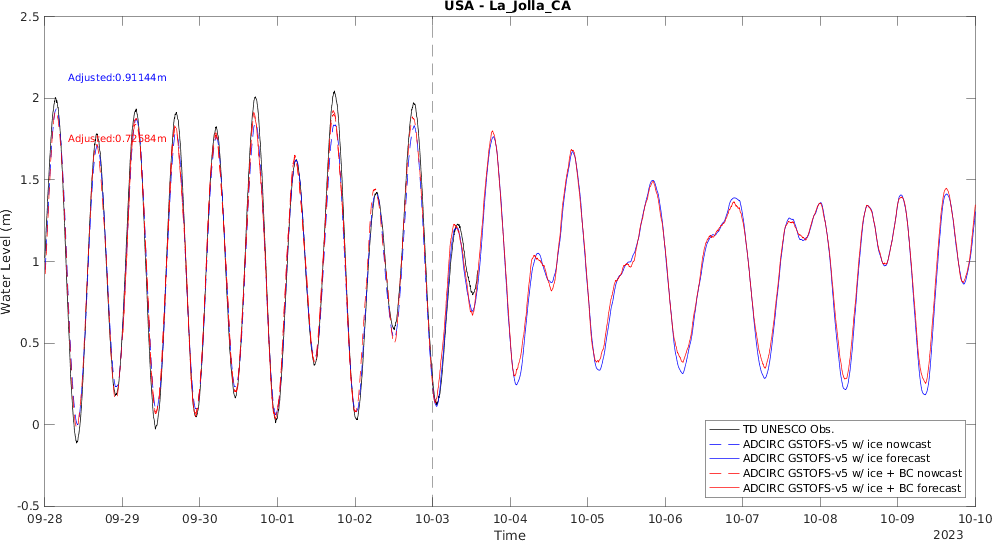 USA - La_Jolla_CA
2.5
2
1.5
1
0.5
0
-0.5
Water Level (m)
Adjusted:0.91144m
Adjusted:0.72584m
TD UNESCO Obs.
ADCIRC GSTOFS-v5 w/ ice nowcast
ADCIRC GSTOFS-v5 w/ ice forecast
ADCIRC GSTOFS-v5 w/ ice + BC nowcast
ADCIRC GSTOFS-v5 w/ ice + BC forecast
09-28 09-29 09-30 10-01 10-02 10-03 10-04 10-05 10-06 10-07 10-08 10-09 10-10
Time
2023